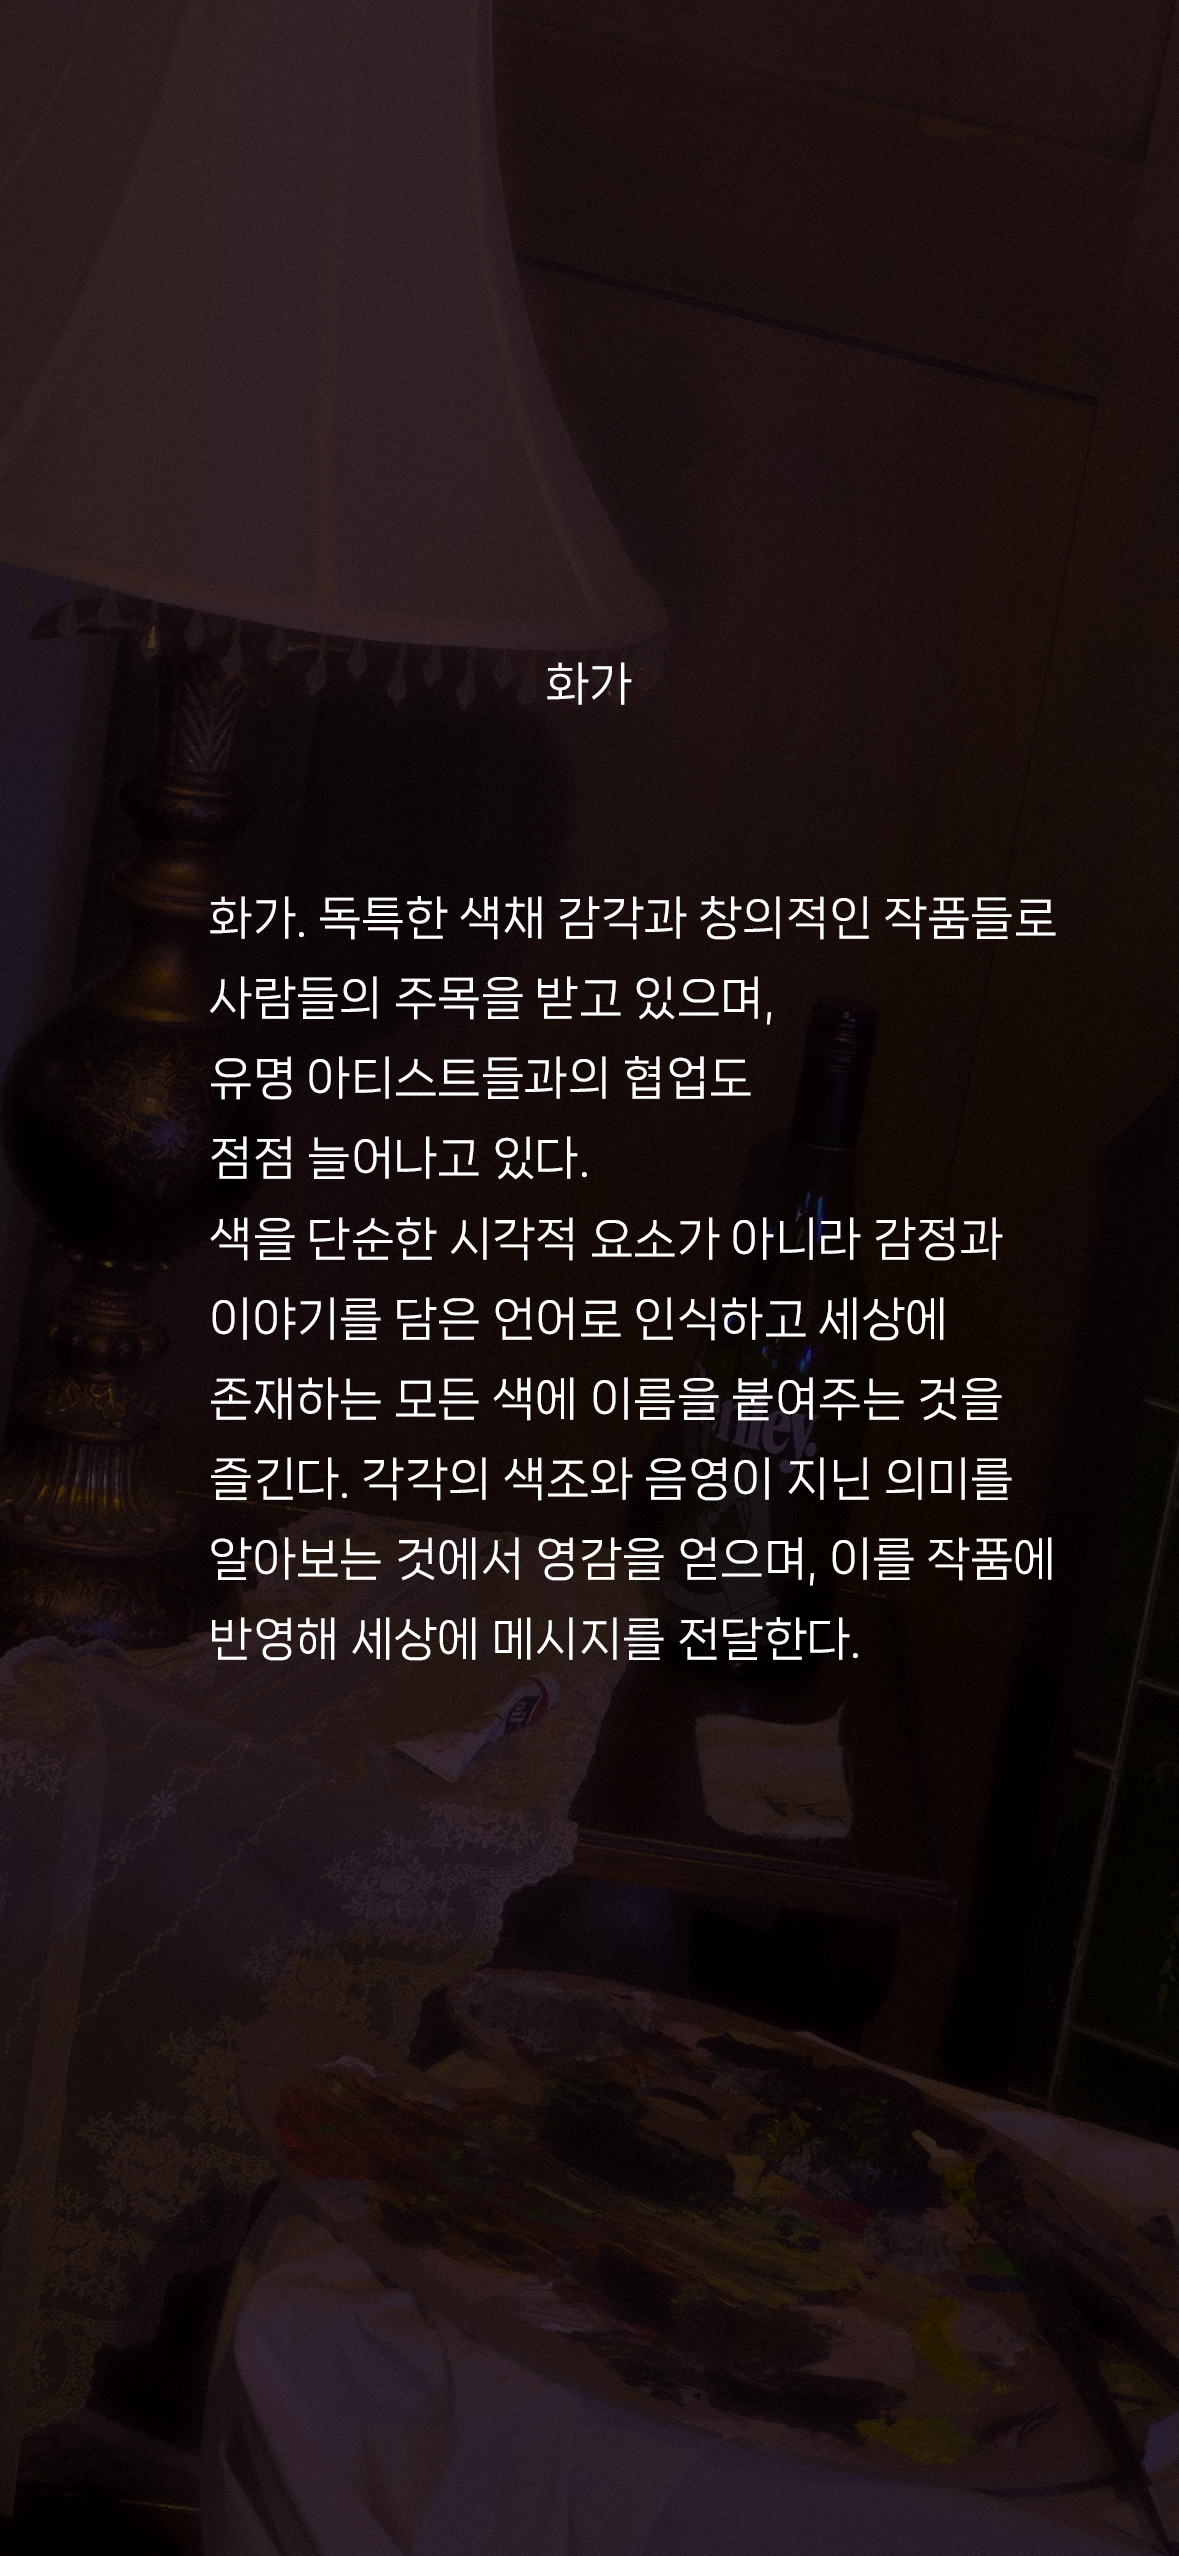 화가
화가. 독특한 색채 감각과 창의적인 작품들로
사람들의 주목을 받고 있으며,
유명 아티스트들과의 협업도
점점 늘어나고 있다.
색을 단순한 시각적 요소가 아니라 감정과
이야기를 담은 언어로 인식하고 세상에
존재하는 모든 색에 이름을 붙여주는 것을
즐긴다. 각각의 색조와 음영이 지닌 의미를
알아보는 것에서 영감을 얻으며, 이를 작품에
반영해 세상에 메시지를 전달한다.
oil